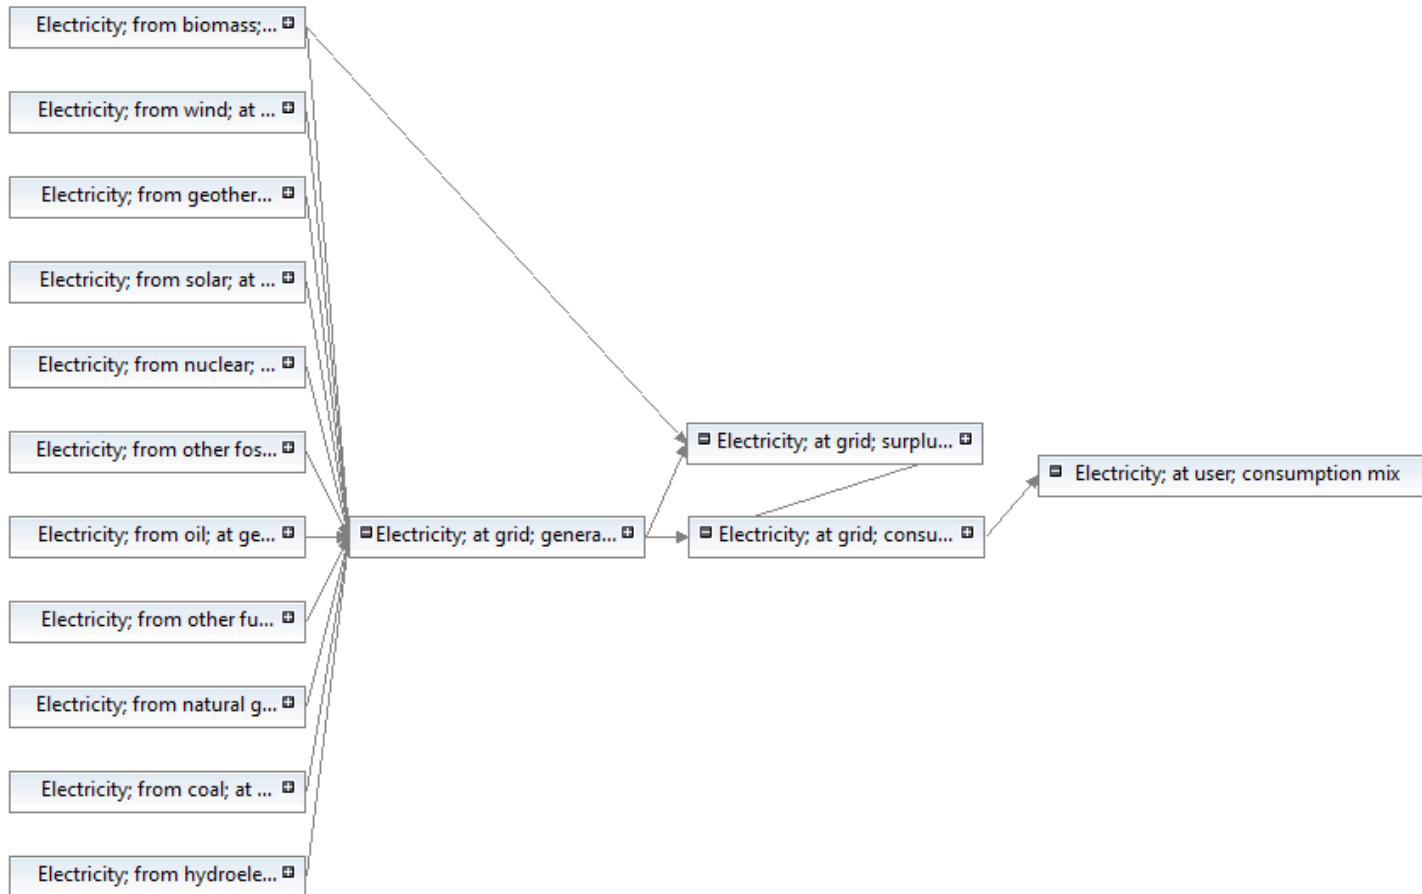 Electricity; from biomass;...
Electricity; from wind; at ...
Electricity; from geother...
Electricity; from solar; at ...
Electricity; from nuclear; ...
Electricity; from other fos...
Electricity; from oil; at ge...
Electricity; from other fu...
Electricity; from natural g...
Electricity; from coal; at ...
Electricity; from hydroele...
Electricity; at grid; genera...
Electricity; at grid; surplu...
Electricity; at grid; consu...
Electricity; at user; consumption mix